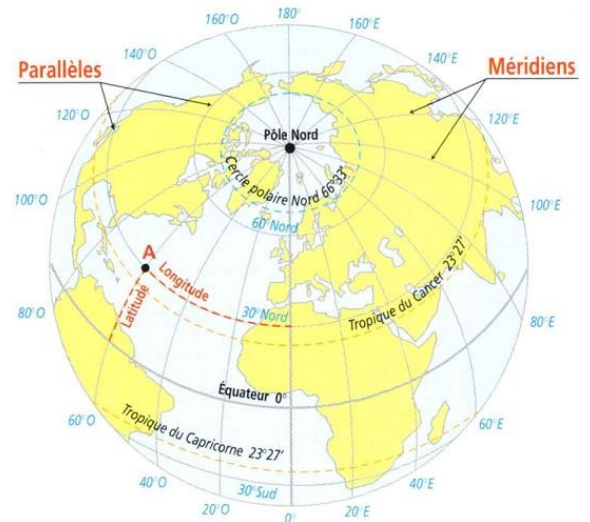 180°
160°O
160°E
140°O
140°E
Parallèles
Méridiens
120°O
120°E
Pôle Nord
Cercle polaire Nord 66°33'
100°O
100°E
60°Nord
A
Longitude
Latitude
30°Nord
Tropique du Cancer 23°27'
80°O
80°E
Équateur 0°
60°O
60°E
Tropique du Capricorne 23°27'
40°O
30°Sud
40°E
20°O
20°E
0°